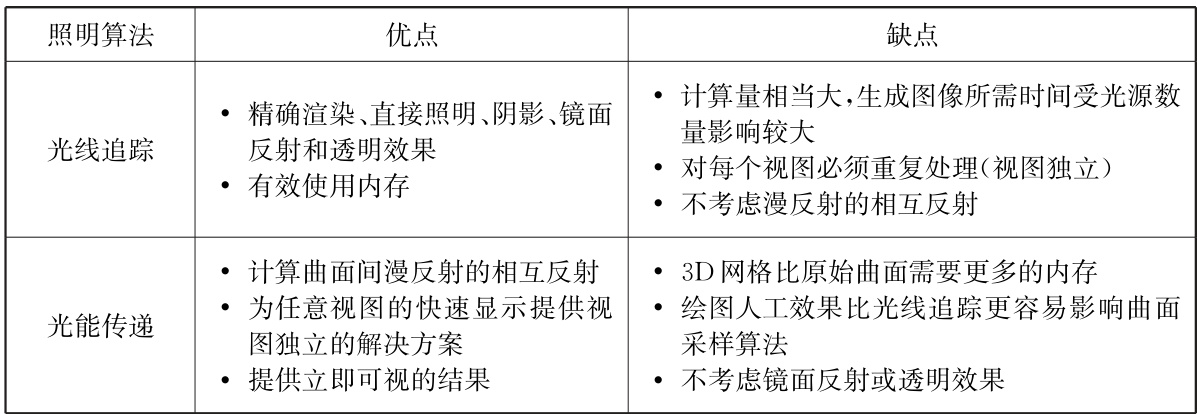 照明算法 优点 缺点
光线追踪
• 精确渲染、直接照明、阴影、镜面
反射和透明效果
• 有效使用内存
• 计算量相当大,生成图像所需时间受光源数
量影响较大
• 对每个视图必须重复处理(视图独立)
• 不考虑漫反射的相互反射
光能传递
• 计算曲面间漫反射的相互反射
• 为任意视图的快速显示提供视
图独立的解决方案
• 提供立即可视的结果
• 3D网格比原始曲面需要更多的内存
• 绘图人工效果比光线追踪更容易影响曲面
采样算法
• 不考虑镜面反射或透明效果